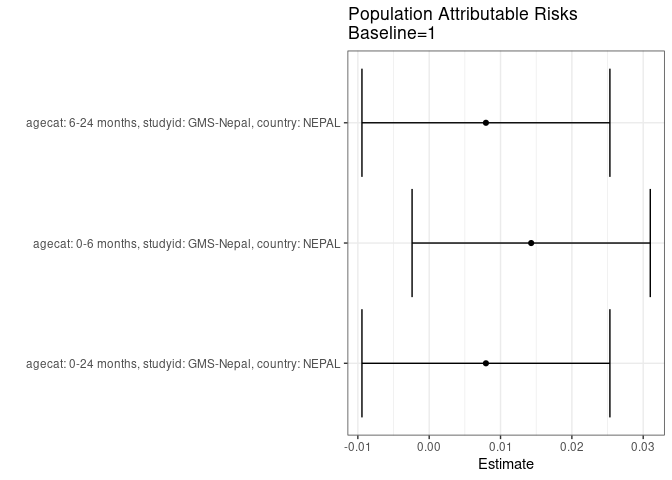 Population Attributable Risks
Baseline=1
agecat: 6-24 months, studyid: GMS-Nepal, country: NEPAL
agecat: 0-6 months, studyid: GMS-Nepal, country: NEPAL
agecat: 0-24 months, studyid: GMS-Nepal, country: NEPAL
-0.01 0.00 0.01 0.02 0.03
Estimate